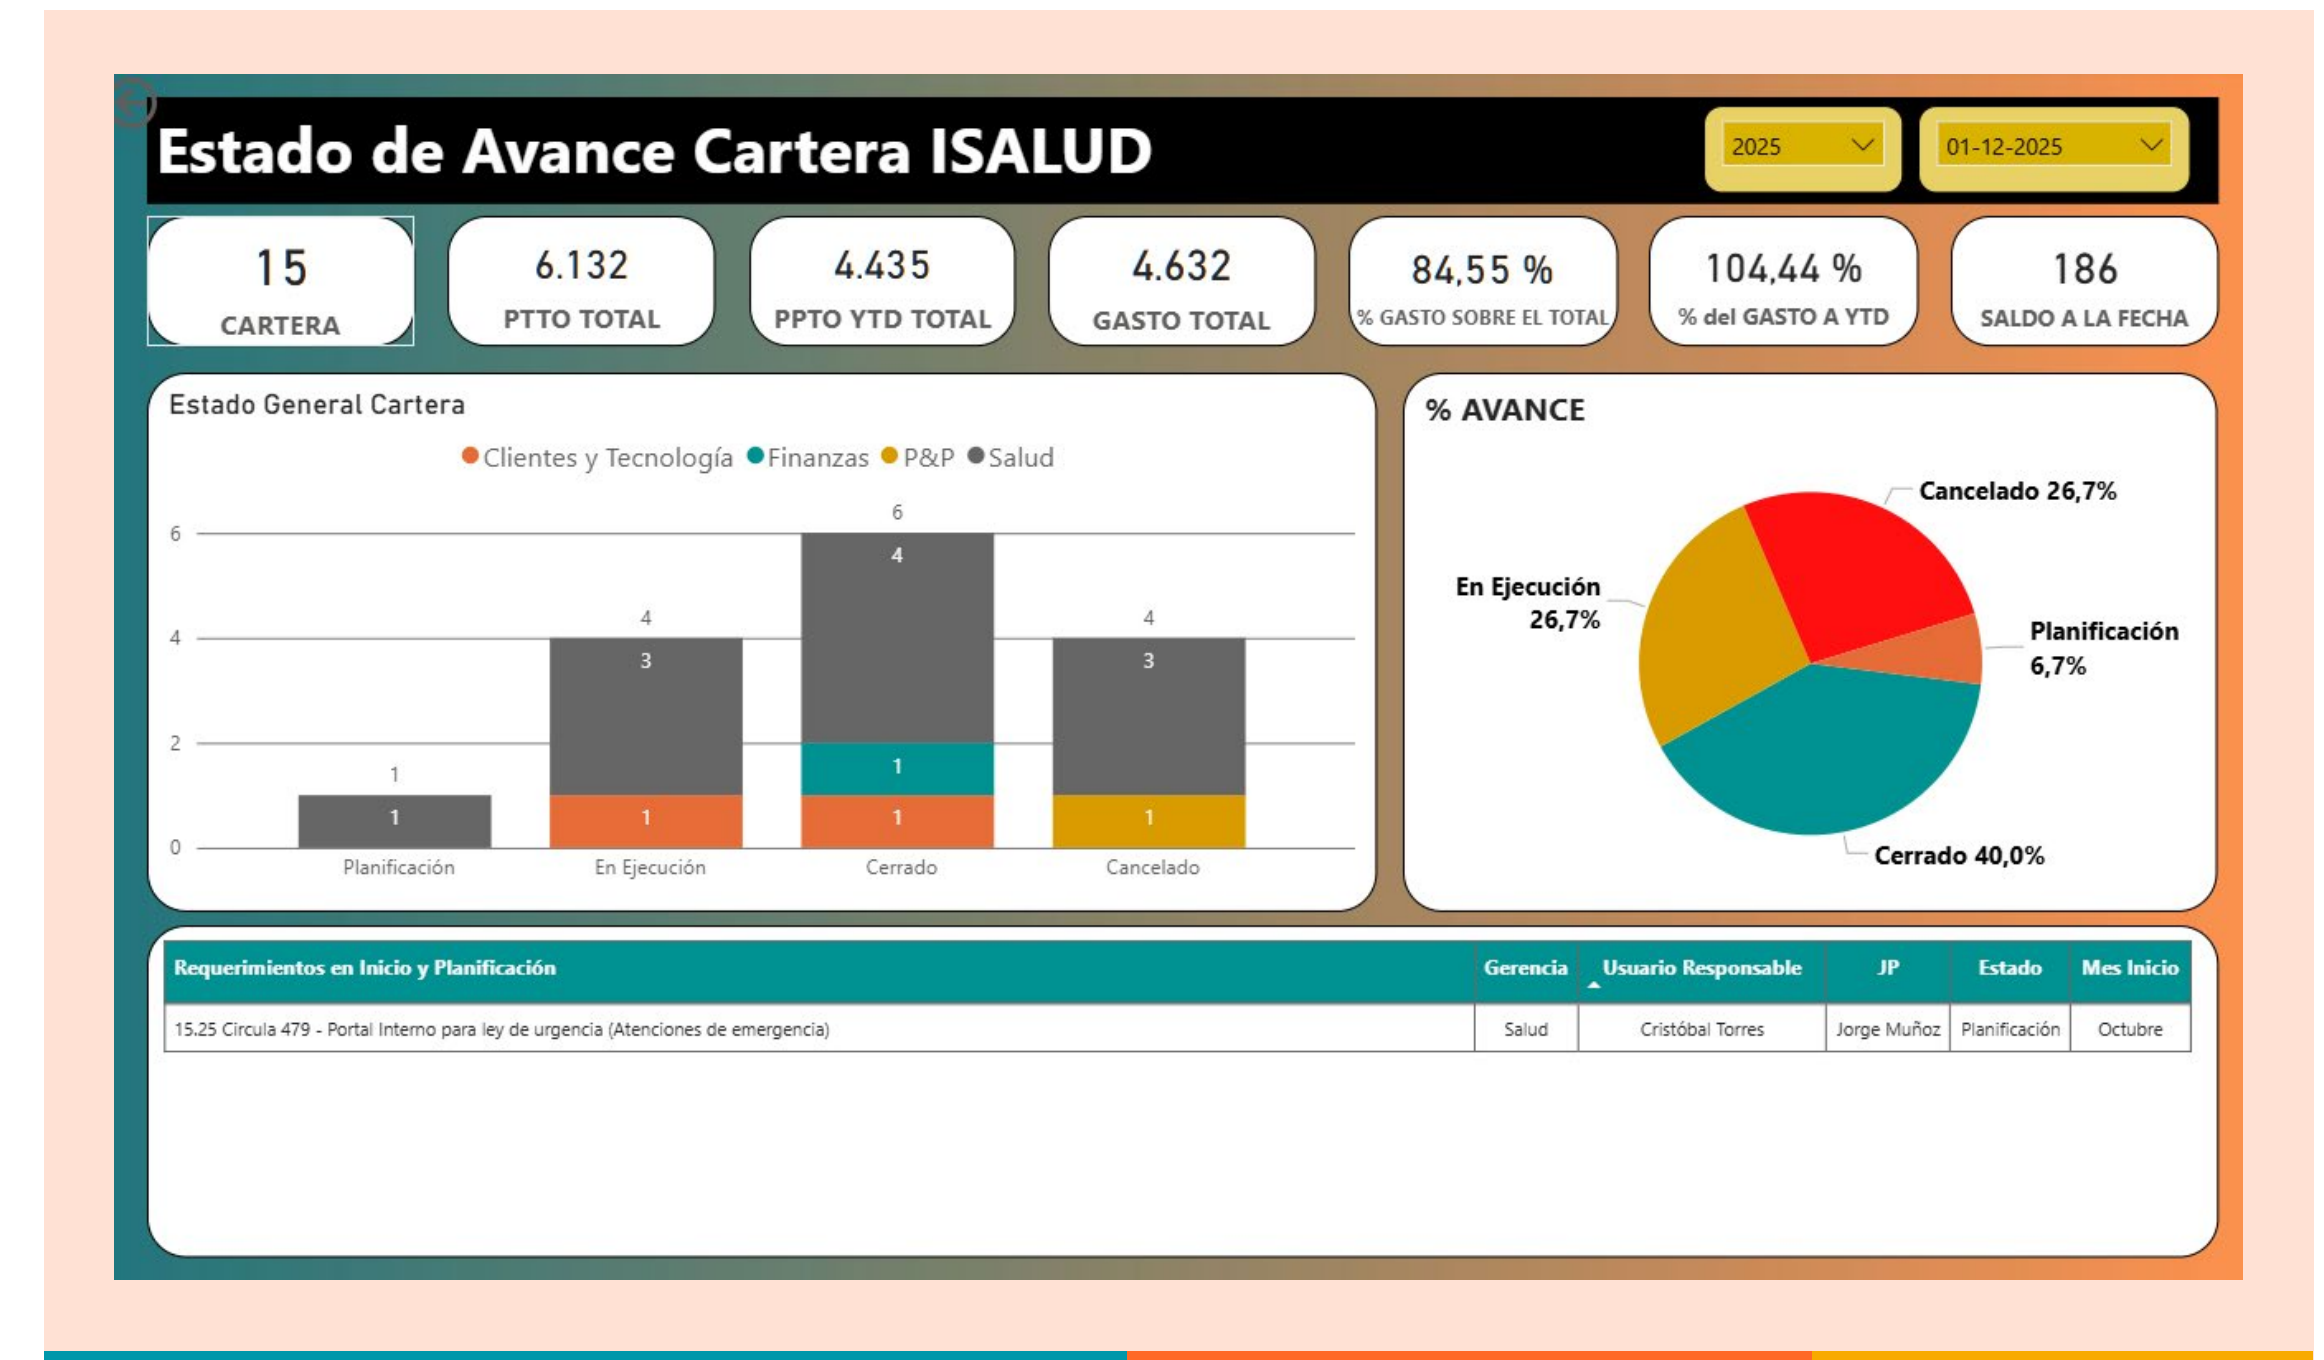 Estado de Avance Cartera ISALUD
2025
01-12-2025
15
CARTERA
6.132
PTTO TOTAL
4.435
PPTO YTD TOTAL
4.632
GASTO TOTAL
84,55 %
% GASTO SOBRE EL TOTAL
104,44 %
% del GASTO A YTD
186
SALDO A LA FECHA
Estado General Cartera
Clientes y Tecnología Finanzas P&P Salud
6
4
2
0
1
1
4
3
1
6
4
1
1
4
3
1
Planificación En Ejecución Cerrado Cancelado
% AVANCE
Cancelado 26,7%
En Ejecución
26,7%
Planificación
6,7%
Cerrado 40,0%
Requerimientos en Inicio y Planificación Gerencia Usuario Responsable JP Estado Mes Inicio
15.25 Circula 479 - Portal Interno para ley de urgencia (Atenciones de emergencia) Salud Cristóbal Torres Jorge Muñoz Planificación Octubre